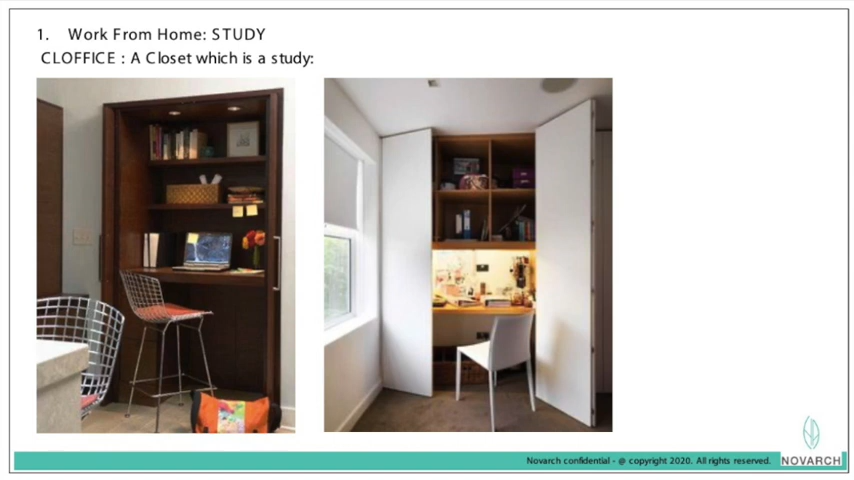 1. Work From Home: STUDY
CLOFFICE : A Closet which is a study:
Novarch confidential - @ copyright 2020. All rights reserved.
NOVARCH